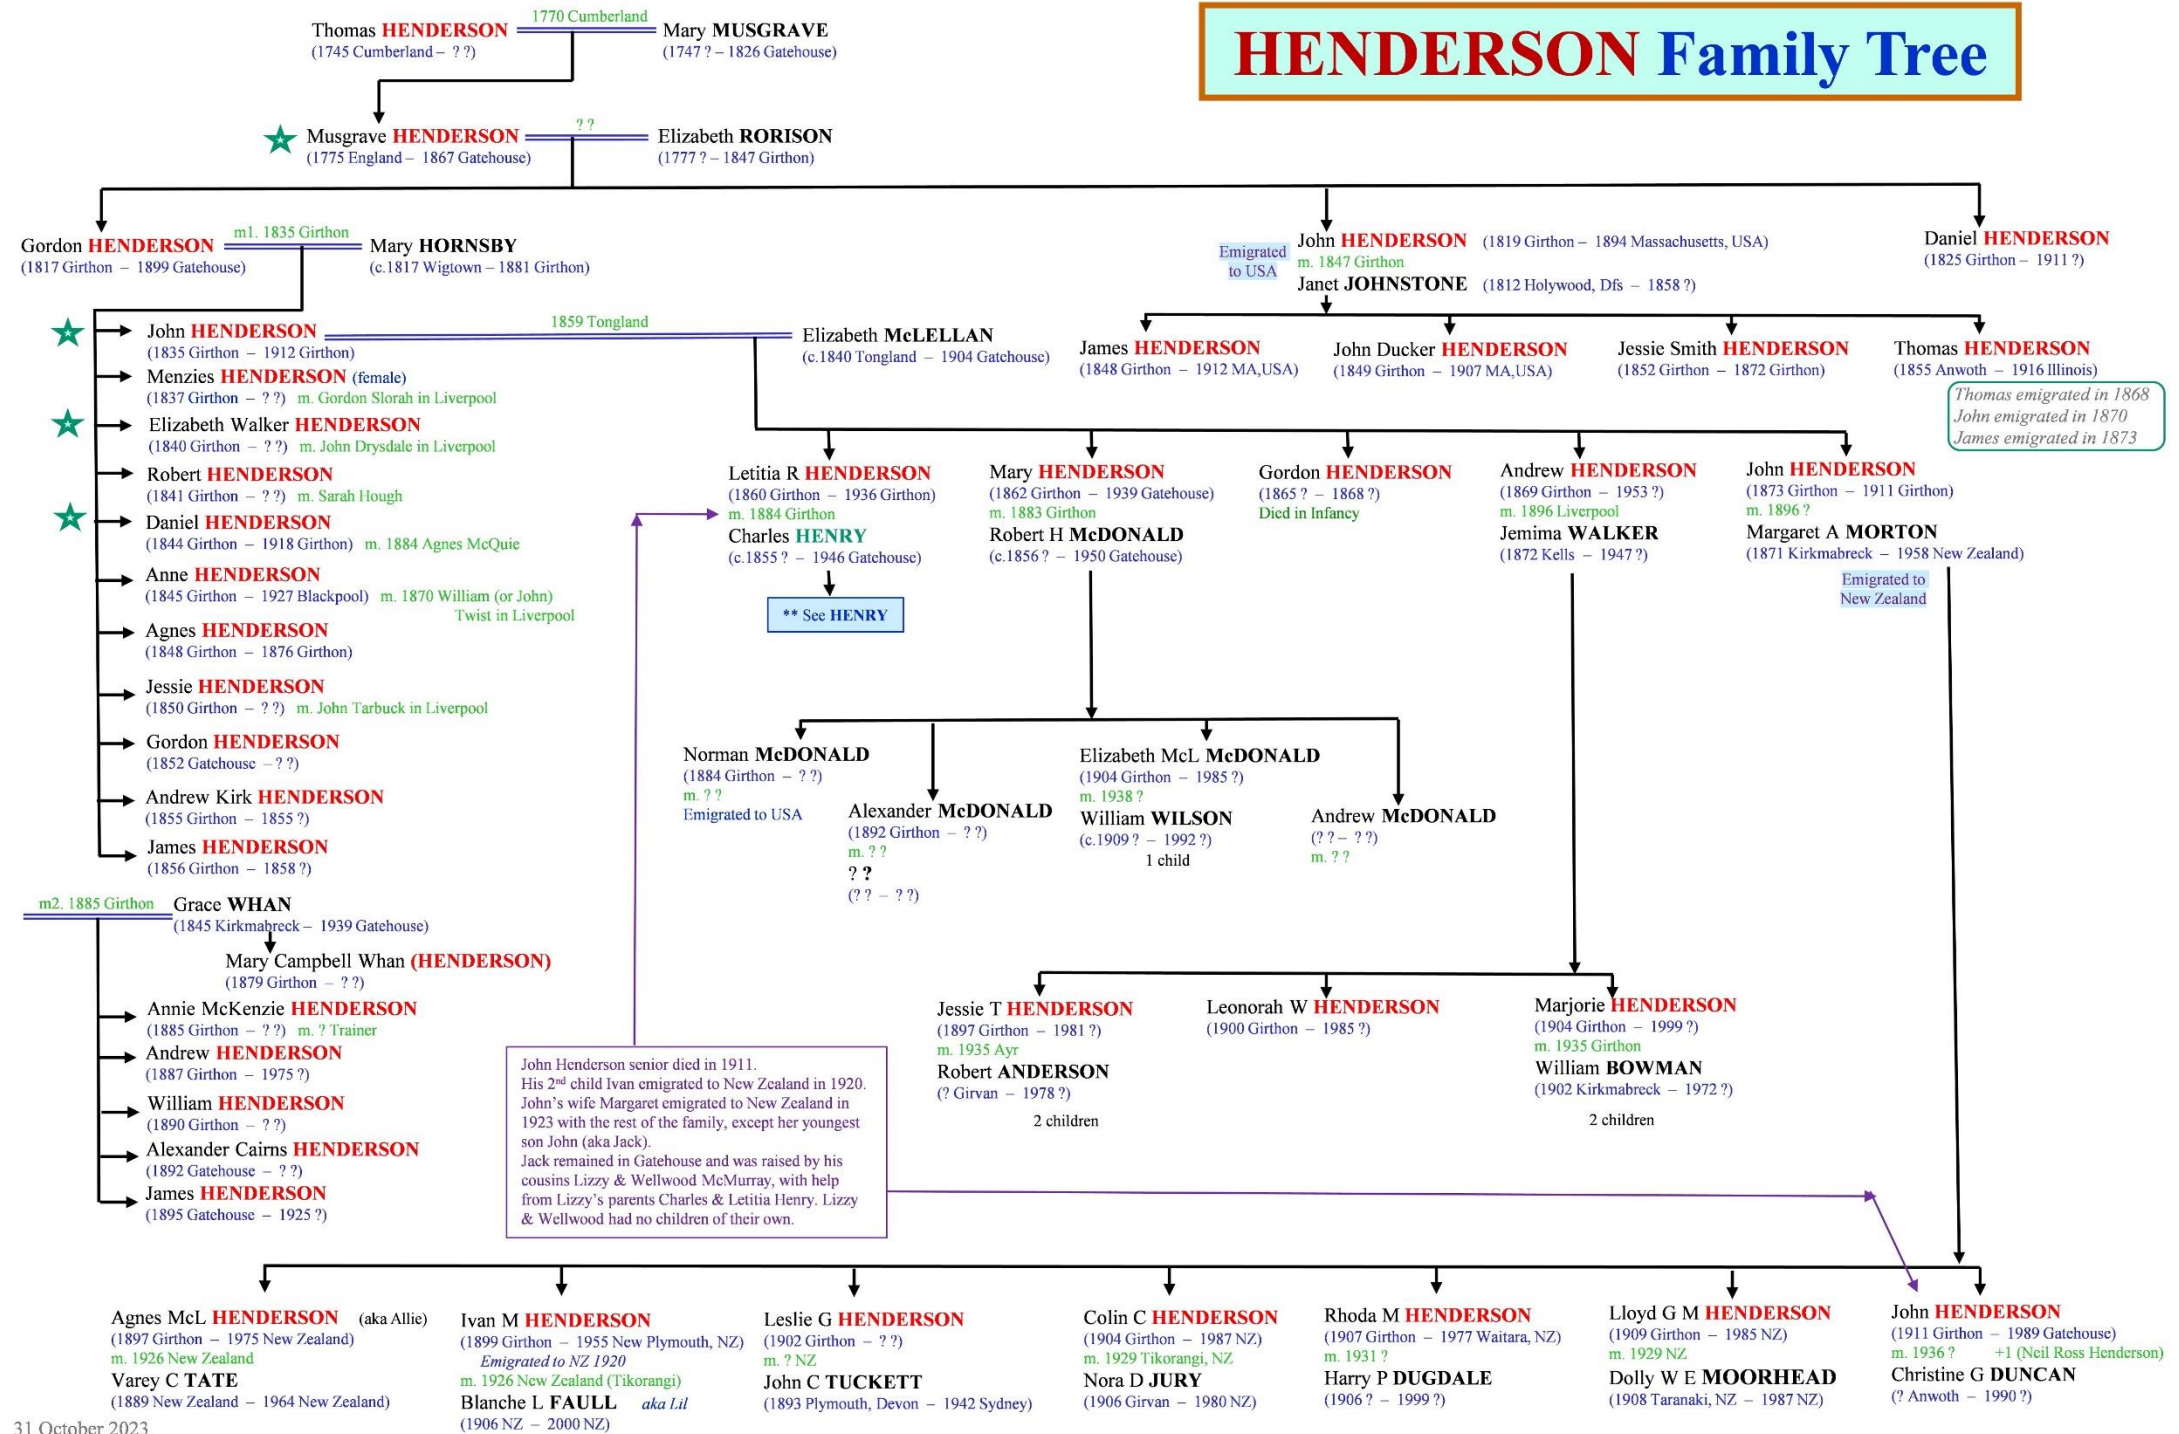 HENDERSON Family Tree
1770 Cumberland
Thomas HENDERSON
(1745 Cumberland – ? ?)
Mary MUSGRAVE
(1747 ? – 1826 Gatehouse)
? ?
Musgrave HENDERSON
(1775 England – 1867 Gatehouse)
Elizabeth RORISON
(1777 ? – 1847 Girthon)
m1. 1835 Girthon
Gordon HENDERSON
(1817 Girthon – 1899 Gatehouse)
Mary HORNSBY
(c.1817 Wigtown – 1881 Girthon)
Emigrated
to USA
John HENDERSON (1819 Girthon – 1894 Massachusetts, USA)
m. 1847 Girthon
Janet JOHNSTONE (1812 Holywood, Dfs – 1858 ?)
Daniel HENDERSON
(1825 Girthon – 1911 ?)
John HENDERSON
(1835 Girthon – 1912 Girthon)
1859 Tongland
Elizabeth McLELLAN
(c.1840 Tongland – 1904 Gatehouse)
James HENDERSON
(1848 Girthon – 1912 MA,USA)
John Ducker HENDERSON
(1849 Girthon – 1907 MA,USA)
Jessie Smith HENDERSON
(1852 Girthon – 1872 Girthon)
Thomas HENDERSON
(1855 Anwoth – 1916 Illinois)
Thomas emigrated in 1868
John emigrated in 1870
James emigrated in 1873
Menzies HENDERSON (female)
(1837 Girthon – ? ?) m. Gordon Slorah in Liverpool
Elizabeth Walker HENDERSON
(1840 Girthon – ? ?) m. John Drysdale in Liverpool
Robert HENDERSON
(1841 Girthon – ? ?) m. Sarah Hough
Daniel HENDERSON
(1844 Girthon – 1918 Girthon) m. 1884 Agnes McQuie
Anne HENDERSON
(1845 Girthon – 1927 Blackpool) m. 1870 William (or John)
Twist in Liverpool
Agnes HENDERSON
(1848 Girthon – 1876 Girthon)
Jessie HENDERSON
(1850 Girthon – ? ?) m. John Tarbuck in Liverpool
Gordon HENDERSON
(1852 Gatehouse – ? ?)
Andrew Kirk HENDERSON
(1855 Girthon – 1855 ?)
James HENDERSON
(1856 Girthon – 1858 ?)
Letitia R HENDERSON
(1860 Girthon – 1936 Girthon)
m. 1884 Girthon
Charles HENRY
(c.1855 ? – 1946 Gatehouse)
** See HENRY
Mary HENDERSON
(1862 Girthon – 1939 Gatehouse)
m. 1883 Girthon
Robert H McDONALD
(c.1856 ? – 1950 Gatehouse)
Gordon HENDERSON
(1865 ? – 1868 ?)
Died in Infancy
Andrew HENDERSON
(1869 Girthon – 1953 ?)
m. 1896 Liverpool
Jemima WALKER
(1872 Kells – 1947 ?)
John HENDERSON
(1873 Girthon – 1911 Girthon)
m. 1896 ?
Margaret A MORTON
(1871 Kirkmabreck – 1958 New Zealand)
Emigrated to
New Zealand
Norman McDONALD
(1884 Girthon – ? ?)
m. ? ?
Emigrated to USA
Alexander McDONALD
(1892 Girthon – ? ?)
m. ? ?
? ?
(? ? – ? ?)
Elizabeth McL McDONALD
(1904 Girthon – 1985 ?)
m. 1938 ?
William WILSON
(c.1909 ? – 1992 ?)
1 child
Andrew McDONALD
(? ? – ? ?)
m. ? ?
m2. 1885 Girthon
Grace WHAN
(1845 Kirkmabreck – 1939 Gatehouse)
Mary Campbell Whan (HENDERSON)
(1879 Girthon – ? ?)
Annie McKenzie HENDERSON
(1885 Girthon – ? ?) m. ? Trainer
Andrew HENDERSON
(1887 Girthon – 1975 ?)
William HENDERSON
(1890 Girthon – ? ?)
Alexander Cairns HENDERSON
(1892 Gatehouse – ? ?)
James HENDERSON
(1895 Gatehouse – 1925 ?)
Jessie T HENDERSON
(1897 Girthon – 1981 ?)
m. 1935 Ayr
Robert ANDERSON
(? Girvan – 1978 ?)
2 children
Leonorah W HENDERSON
(1900 Girthon – 1985 ?)
Marjorie HENDERSON
(1904 Girthon – 1999 ?)
m. 1935 Girthon
William BOWMAN
(1902 Kirkmabreck – 1972 ?)
2 children
John Henderson senior died in 1911.
His 2nd child Ivan emigrated to New Zealand in 1920.
John's wife Margaret emigrated to New Zealand in
1923 with the rest of the family, except her youngest
son John (aka Jack).
Jack remained in Gatehouse and was raised by his
cousins Lizzy & Wellwood McMurray, with help
from Lizzy's parents Charles & Letitia Henry. Lizzy
& Wellwood had no children of their own.
Agnes McL HENDERSON (aka Allie)
(1897 Girthon – 1975 New Zealand)
m. 1926 New Zealand
Varey C TATE
(1889 New Zealand – 1964 New Zealand)
Ivan M HENDERSON
(1899 Girthon – 1955 New Plymouth, NZ)
Emigrated to NZ 1920
m. 1926 New Zealand (Tikorangi)
Blanche L FAULL aka Lil
(1906 NZ – 2000 NZ)
Leslie G HENDERSON
(1902 Girthon – ? ?)
m. ? NZ
John C TUCKETT
(1893 Plymouth, Devon – 1942 Sydney)
Colin C HENDERSON
(1904 Girthon – 1987 NZ)
m. 1929 Tikorangi, NZ
Nora D JURY
(1906 Girvan – 1980 NZ)
Rhoda M HENDERSON
(1907 Girthon – 1977 Waitara, NZ)
m. 1931 ?
Harry P DUGDALE
(1906 ? – 1999 ?)
Lloyd G M HENDERSON
(1909 Girthon – 1985 NZ)
m. 1929 NZ
Dolly W E MOORHEAD
(1908 Taranaki, NZ – 1987 NZ)
John HENDERSON
(1911 Girthon – 1989 Gatehouse)
m. 1936 ? +1 (Neil Ross Henderson)
Christine G DUNCAN
(? Anwoth – 1990 ?)
31 October 2023